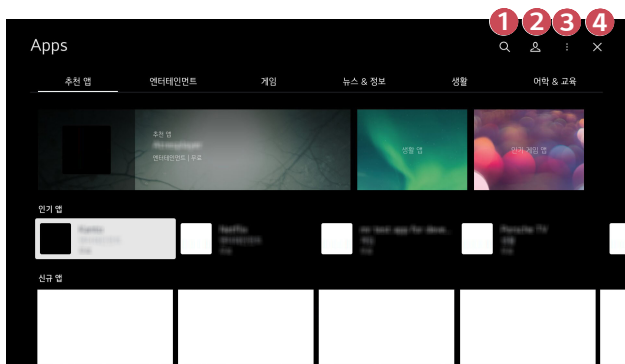 1 2 3 4
Apps
추천 앱 엔터테인먼트 게임 뉴스 & 정보 생활 어학 & 교육
추천 앱
엔터테인먼트 | 무료
생활 앱
인기 게임 앱
인기 앱
Netflix
Porsche TV
신규 앱